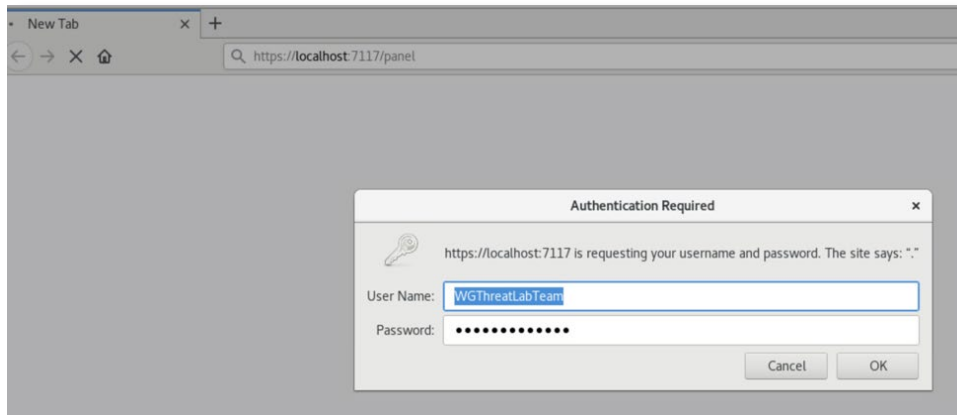 New Tab
https://localhost:7117/panel
Authentication Required
https://localhost:7117 is requesting your username and password. The site says: "."
User Name: WGThreatLabTeam
Password: •••••••••••••
Cancel OK